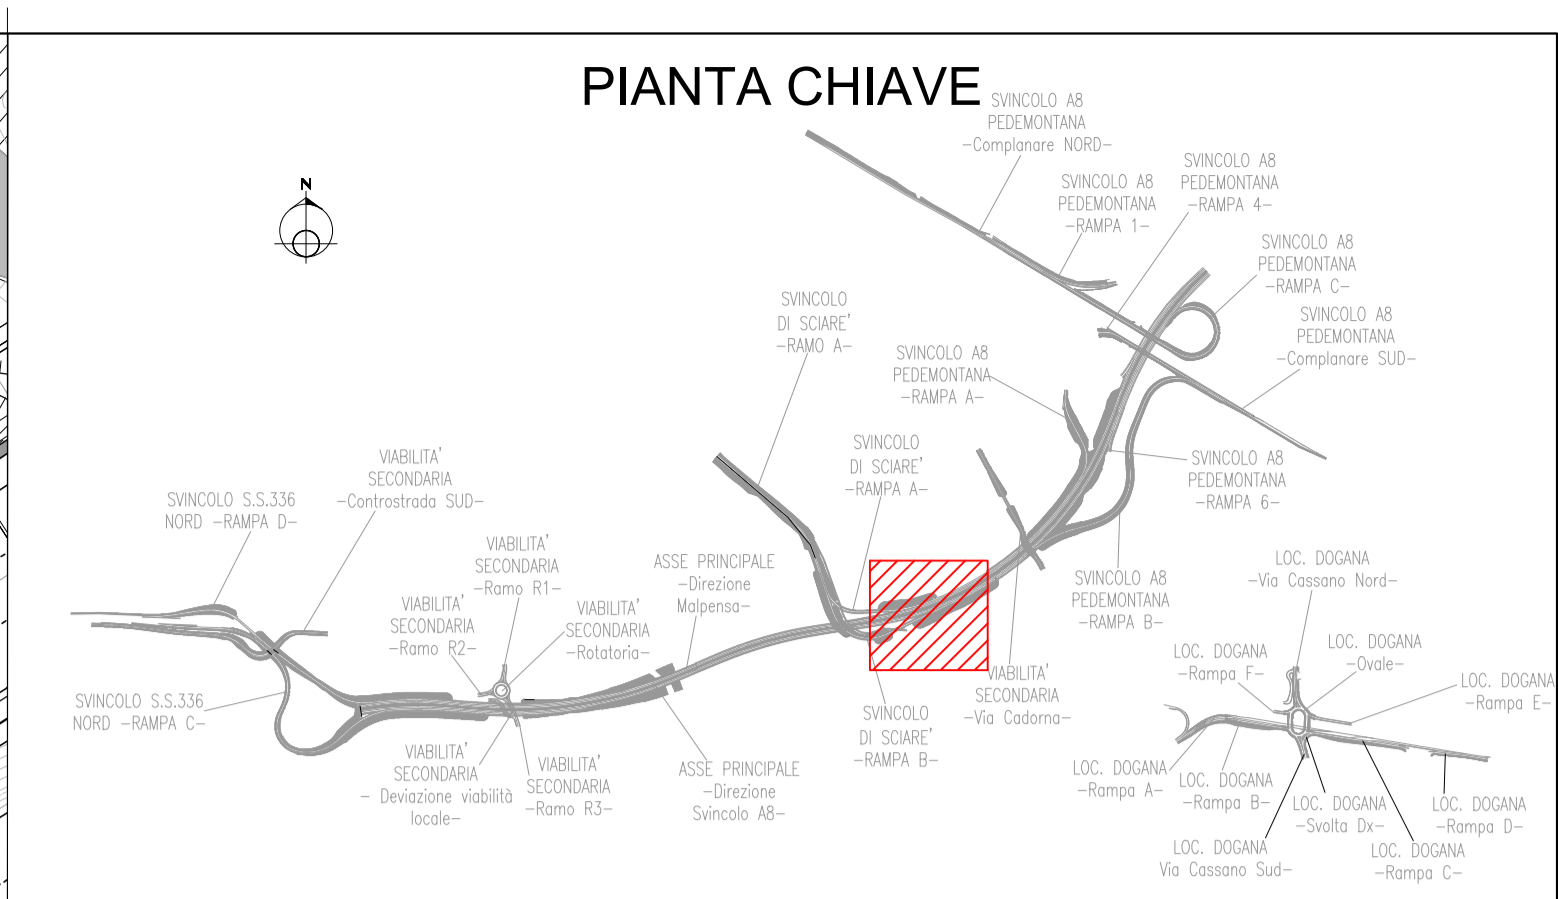 PIANTA CHIAVE
N
SVINCOLO A8
PEDEMONTANA
-Complanare NORD-
SVINCOLO A8
PEDEMONTANA
-RAMPA 1-
SVINCOLO A8
PEDEMONTANA
-RAMPA 4-
SVINCOLO A8
PEDEMONTANA
-RAMPA C-
SVINCOLO A8
PEDEMONTANA
-Complanare SUD-
SVINCOLO
DI SCIARE'
-RAMO A-
SVINCOLO A8
PEDEMONTANA
-RAMPA A-
SVINCOLO
DI SCIARE'
-RAMPA A-
SVINCOLO A8
PEDEMONTANA
-RAMPA 6-
VIABILITA'
SECONDARIA
-Controstrada SUD-
SVINCOLO S.S.336
NORD -RAMPA D-
VIABILITA'
SECONDARIA
-Ramo R1-
ASSE PRINCIPALE
-Direzione
Malpensa-
VIABILITA'
SECONDARIA
-Ramo R2-
VIABILITA'
SECONDARIA
-Rotatoria-
SVINCOLO A8
PEDEMONTANA
-RAMPA B-
LOC. DOGANA
-Via Cassano Nord-
LOC. DOGANA
-Rampa F-
LOC. DOGANA
-Ovale-
LOC. DOGANA
-Rampa E-
SVINCOLO S.S.336
NORD -RAMPA C-
VIABILITA'
SECONDARIA
-Via Cadorna-
SVINCOLO
DI SCIARE'
-RAMPA B-
VIABILITA'
SECONDARIA
- Deviazione viabilità
locale-
VIABILITA'
SECONDARIA
-Ramo R3-
ASSE PRINCIPALE
-Direzione
Svincolo A8-
LOC. DOGANA
-Rampa A-
LOC. DOGANA
-Rampa B-
LOC. DOGANA
-Svolta Dx-
LOC. DOGANA
-Rampa D-
LOC. DOGANA
Via Cassano Sud-
LOC. DOGANA
-Rampa C-